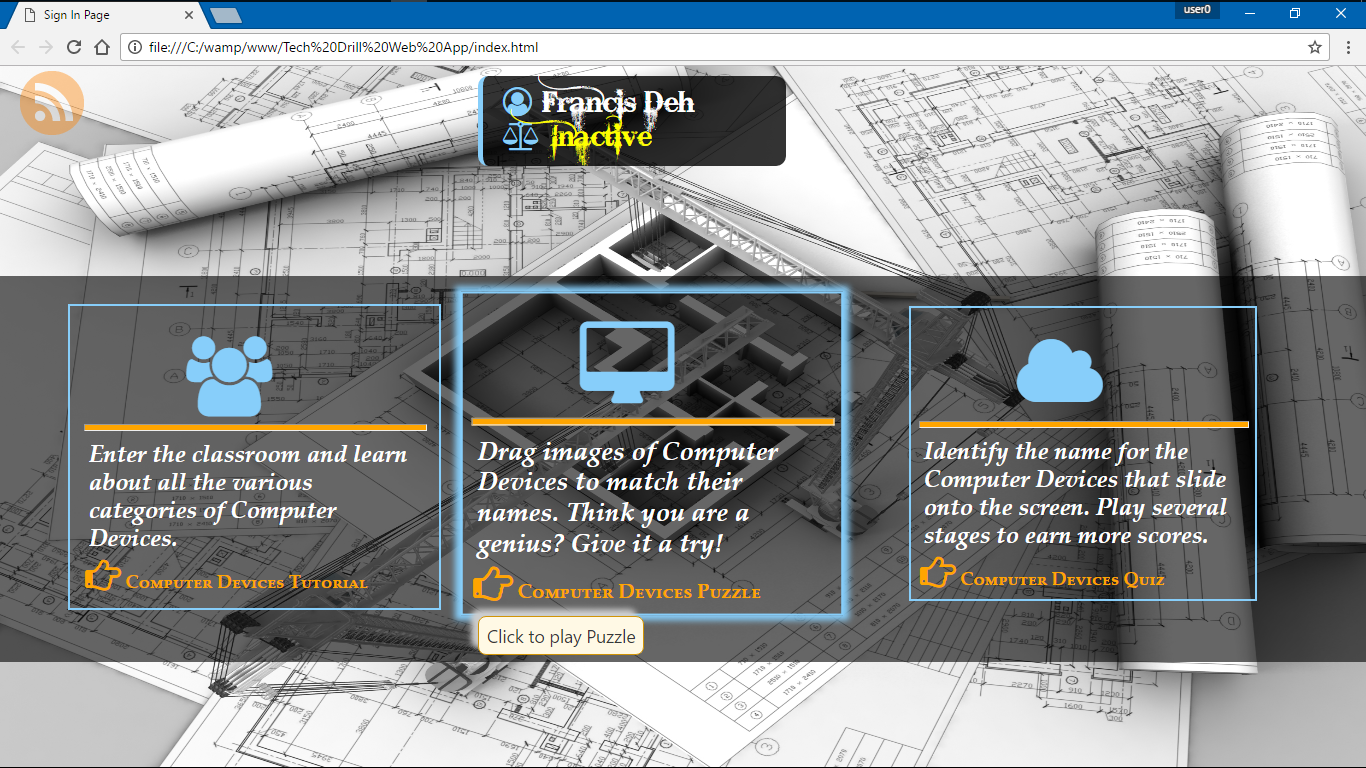 Sign In Page
user0
file:///C:/wamp/www/Tech%20Drill%20Web%20App/index.html
Francis Deh
Inactive
Enter the classroom and learn
about all the various
categories of Computer
Devices.
Computer Devices Tutorial
Drag images of Computer
Devices to match their
names. Think you are a
genius? Give it a try!
Computer Devices Puzzle
Click to play Puzzle
Identify the name for the
Computer Devices that slide
onto the screen. Play several
stages to earn more scores.
Computer Devices Quiz